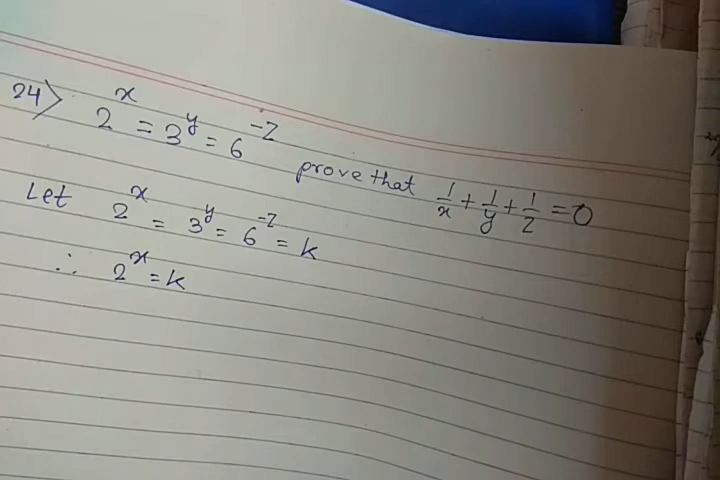 24) 2^x = 3^y = 6^-z prove that 1/x + 1/y + 1/z = 0
Let 2^x = 3^y = 6^-z = k
∴ 2^x = k